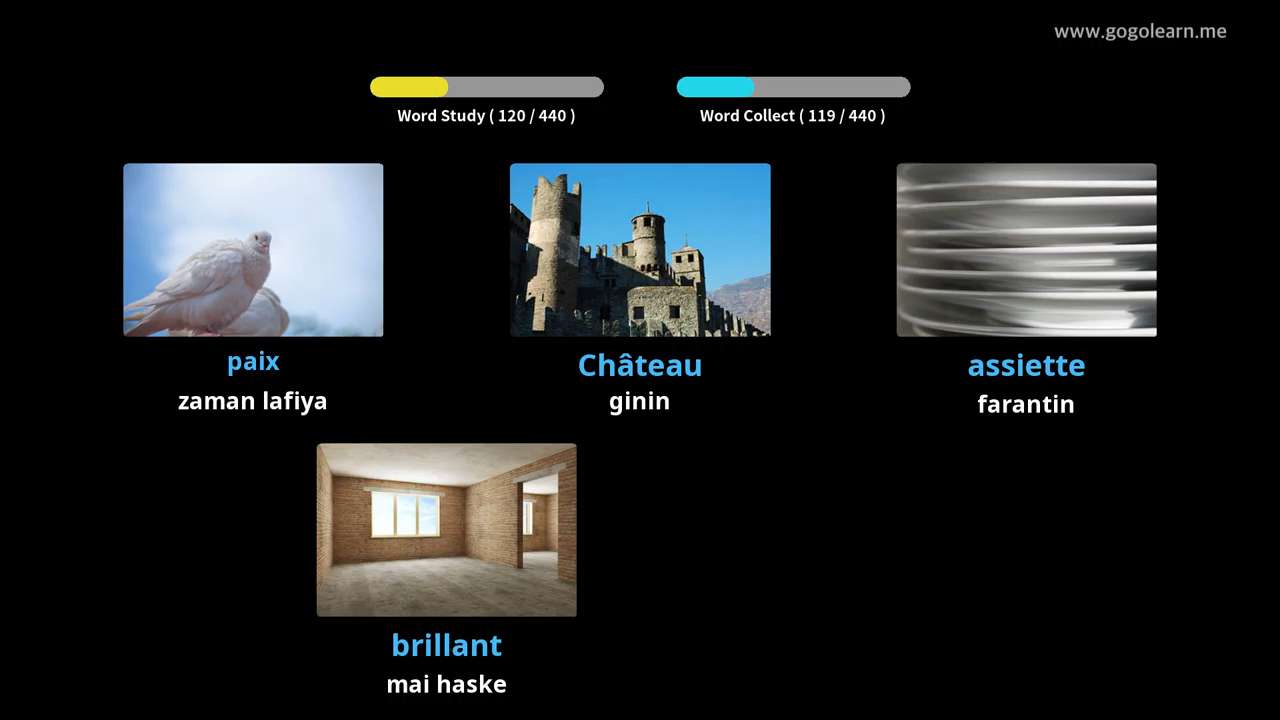 www.gogolearn.me
Word Study ( 120 / 440 )
Word Collect ( 119 / 440 )
paix
zaman lafiya
Château
ginin
assiette
farantin
brillant
mai haske